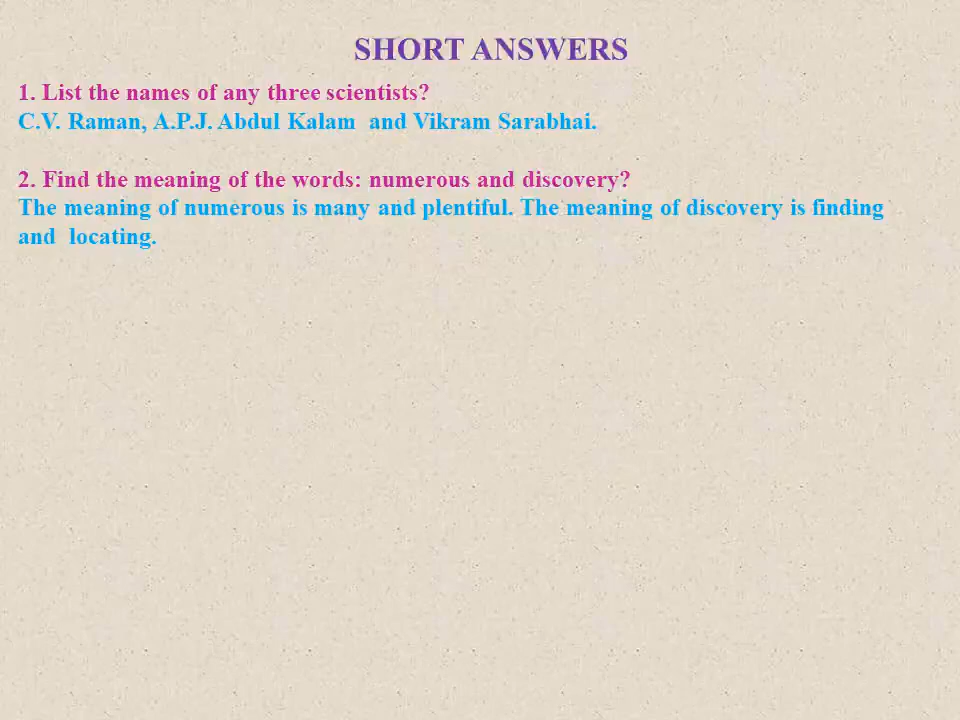 SHORT ANSWERS
1. List the names of any three scientists?
C.V. Raman, A.P.J. Abdul Kalam  and Vikram Sarabhai.
2. Find the meaning of the words: numerous and discovery?
The meaning of numerous is many and plentiful. The meaning of discovery is finding
and  locating.